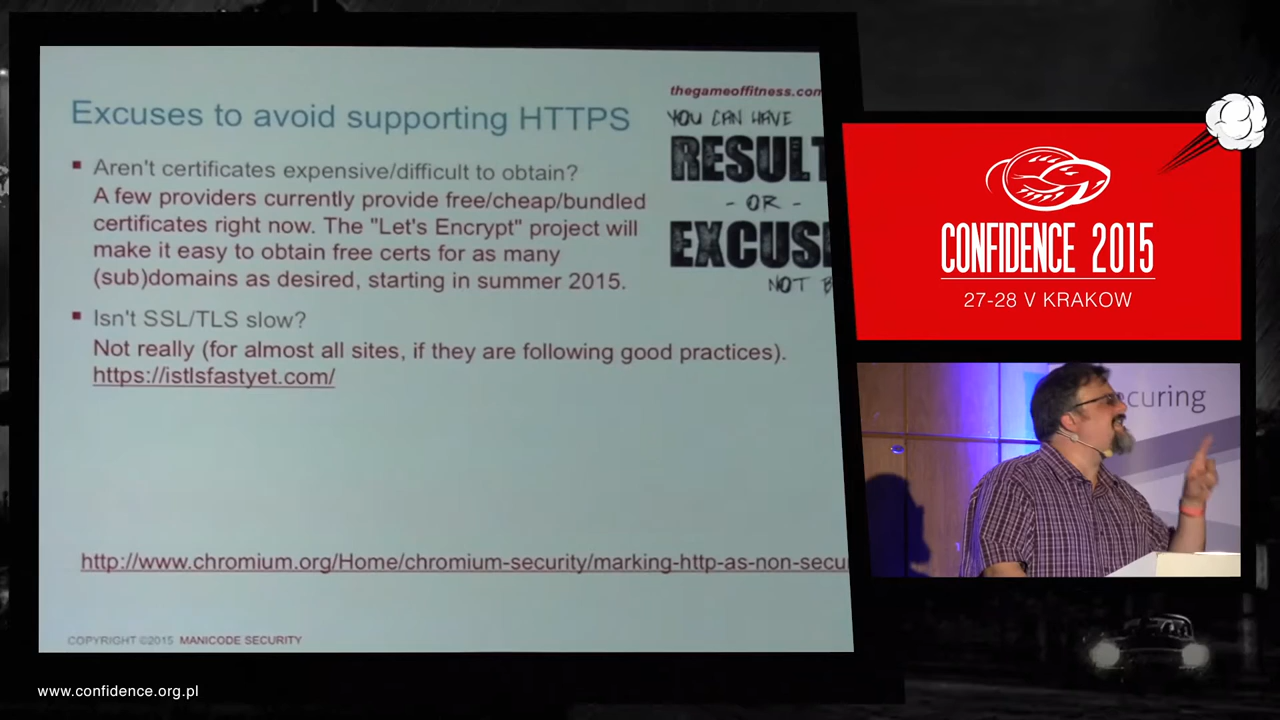 Excuses to avoid supporting HTTPS
Aren't certificates expensive/difficult to obtain?
A few providers currently provide free/cheap/bundled
certificates right now. The "Let's Encrypt" project will
make it easy to obtain free certs for as many
(sub)domains as desired, starting in summer 2015.
Isn't SSL/TLS slow?
Not really (for almost all sites, if they are following good practices).
https://istlsfastyet.com/
http://www.chromium.org/Home/chromium-security/marking-http-as-non-secu
COPYRIGHT ©2015 MANICODE SECURITY
thegameoffitness.com
YOU CAN HAVE
RESULT
- OR -
EXCUSE
NOT B
CONFIDENCE 2015
27-28 V KRAKOW
ecuring
www.confidence.org.pl